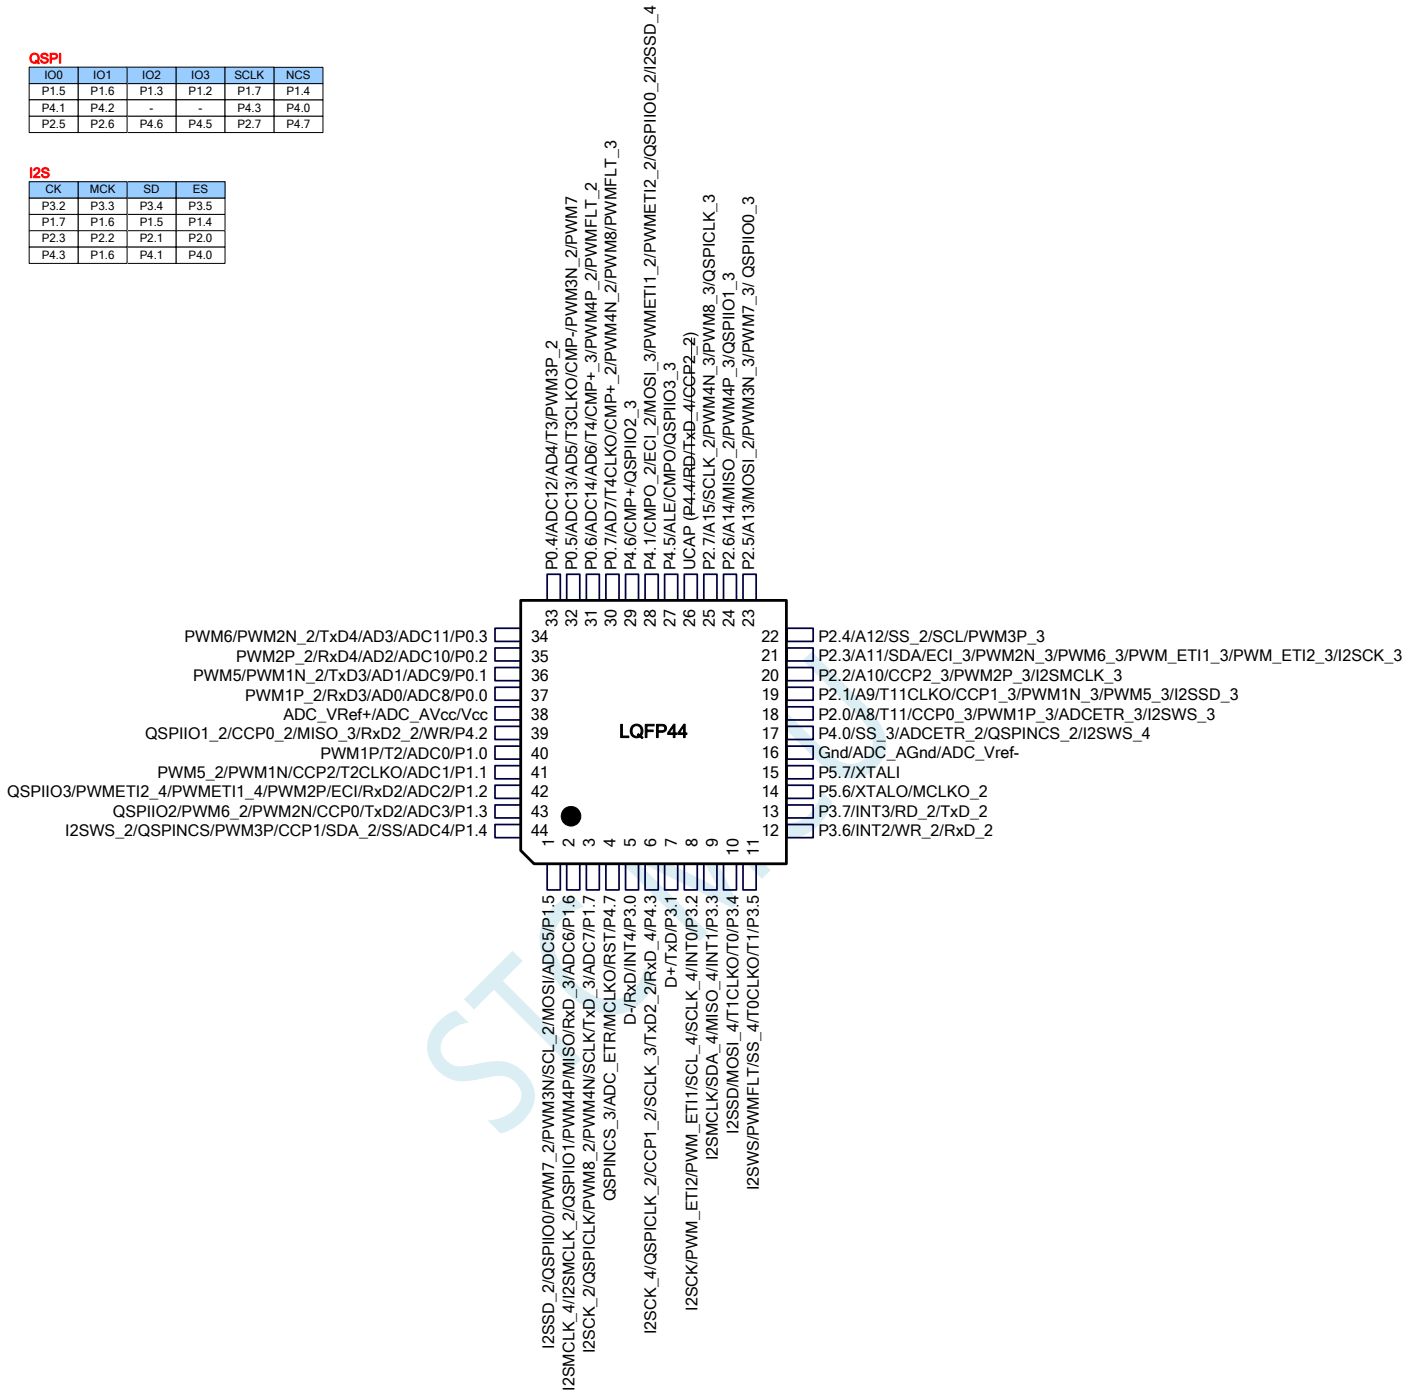 QSPI
IO0 IO1 IO2 IO3 SCLK NCS
P1.5 P1.6 P1.3 P1.2 P1.7 P1.4
P4.1 P4.2 - - P4.3 P4.0
P2.5 P2.6 P4.6 P4.5 P2.7 P4.7
I2S
CK MCK SD ES
P3.2 P3.3 P3.4 P3.5
P1.7 P1.6 P1.5 P1.4
P2.3 P2.2 P2.1 P2.0
P4.3 P1.6 P4.1 P4.0
P0.4/ADC12/AD4/T3/PWM3P_2
P0.5/ADC13/AD5/T3CLKO/CMP-/PWM3N_2/PWM7
P0.6/ADC14/AD6/T4/CMP+_3/PWM4P_2/PWMFLT_2
P0.7/AD7/T4CLKO/CMP+_2/PWM4N_2/PWM8/PWMFLT_3
P4.6/CMP+/QSPIIO2_3
P4.1/CMPO_2/ECI_2/MOSI_3/PWMETI1_2/PWMETI2_2/QSPIIO0_2/I2SSD_4
P4.5/ALE/CMPO/QSPIIO3_3
UCAP (P4.4/RD/TxD_4/CCP2_2)
P2.7/A15/SCLK_2/PWM4N_3/PWM8_3/QSPICLK_3
P2.6/A14/MISO_2/PWM4P_3/QSPIIO1_3
P2.5/A13/MOSI_2/PWM3N_3/PWM7_3/ QSPIIO0_3
33 32 31 30 29 28 27 26 25 24 23
PWM6/PWM2N_2/TxD4/AD3/ADC11/P0.3 34
PWM2P_2/RxD4/AD2/ADC10/P0.2 35
PWM5/PWM1N_2/TxD3/AD1/ADC9/P0.1 36
PWM1P_2/RxD3/AD0/ADC8/P0.0 37
ADC_VRef+/ADC_AVcc/Vcc 38
QSPIIO1_2/CCP0_2/MISO_3/RxD2_2/WR/P4.2 39
PWM1P/T2/ADC0/P1.0 40
PWM5_2/PWM1N/CCP2/T2CLKO/ADC1/P1.1 41
QSPIIO3/PWMETI2_4/PWMETI1_4/PWM2P/ECI/RxD2/ADC2/P1.2 42
QSPIIO2/PWM6_2/PWM2N/CCP0/TxD2/ADC3/P1.3 43
I2SWS_2/QSPINCS/PWM3P/CCP1/SDA_2/SS/ADC4/P1.4 44
LQFP44
22 P2.4/A12/SS_2/SCL/PWM3P_3
21 P2.3/A11/SDA/ECI_3/PWM2N_3/PWM6_3/PWM_ETI1_3/PWM_ETI2_3/I2SCK_3
20 P2.2/A10/CCP2_3/PWM2P_3/I2SMCLK_3
19 P2.1/A9/T11CLKO/CCP1_3/PWM1N_3/PWM5_3/I2SSD_3
18 P2.0/A8/T11/CCP0_3/PWM1P_3/ADCETR_3/I2SWS_3
17 P4.0/SS_3/ADCETR_2/QSPINCS_2/I2SWS_4
16 Gnd/ADC_AGnd/ADC_Vref-
15 P5.7/XTALI
14 P5.6/XTALO/MCLKO_2
13 P3.7/INT3/RD_2/TxD_2
12 P3.6/INT2/WR_2/RxD_2
1 2 3 4 5 6 7 8 9 10 11
I2SSD_2/QSPIIO0/PWM7_2/PWM3N/SCL_2/MOSI/ADC5/P1.5
I2SMCLK_4/I2SMCLK_2/QSPIIO1/PWM4P/MISO/RxD_3/ADC6/P1.6
I2SCK_2/QSPICLK/PWM8_2/PWM4N/SCLK/TxD_3/ADC7/P1.7
QSPINCS_3/ADC_ETR/MCLKO/RST/P4.7
D-/RxD/INT4/P3.0
I2SCK_4/QSPICLK_2/CCP1_2/SCLK_3/TxD2_2/RxD_4/P4.3
D+/TxD/P3.1
I2SCK/PWM_ETI2/PWM_ETI1/SCL_4/SCLK_4/INT0/P3.2
I2SMCLK/SDA_4/MISO_4/INT1/P3.3
I2SSD/MOSI_4/T1CLKO/T0/P3.4
I2SWS/PWMFLT/SS_4/T0CLKO/T1/P3.5